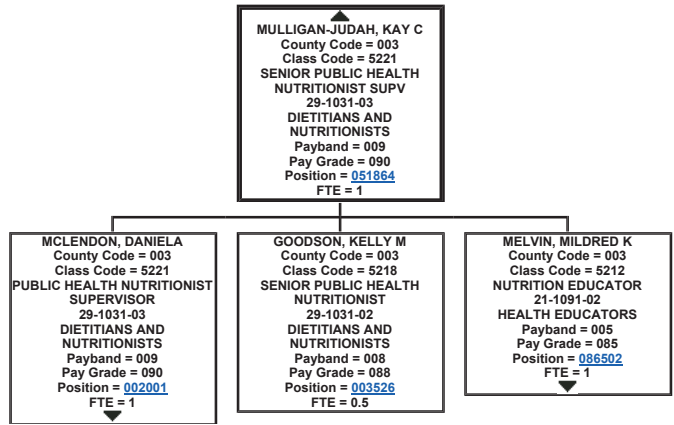 MULLIGAN-JUDAH, KAY C
County Code = 003
Class Code = 5221
SENIOR PUBLIC HEALTH
NUTRITIONIST SUPV
29-1031-03
DIETITIANS AND
NUTRITIONISTS
Payband = 009
Pay Grade = 090
Position = 051864
FTE = 1
MCLENDON, DANIELA
County Code = 003
Class Code = 5221
PUBLIC HEALTH NUTRITIONIST
SUPERVISOR
29-1031-03
DIETITIANS AND
NUTRITIONISTS
Payband = 009
Pay Grade = 090
Position = 002001
FTE = 1
GOODSON, KELLY M
County Code = 003
Class Code = 5218
SENIOR PUBLIC HEALTH
NUTRITIONIST
29-1031-02
DIETITIANS AND
NUTRITIONISTS
Payband = 008
Pay Grade = 088
Position = 003526
FTE = 0.5
MELVIN, MILDRED K
County Code = 003
Class Code = 5212
NUTRITION EDUCATOR
21-1091-02
HEALTH EDUCATORS
Payband = 005
Pay Grade = 085
Position = 086502
FTE = 1